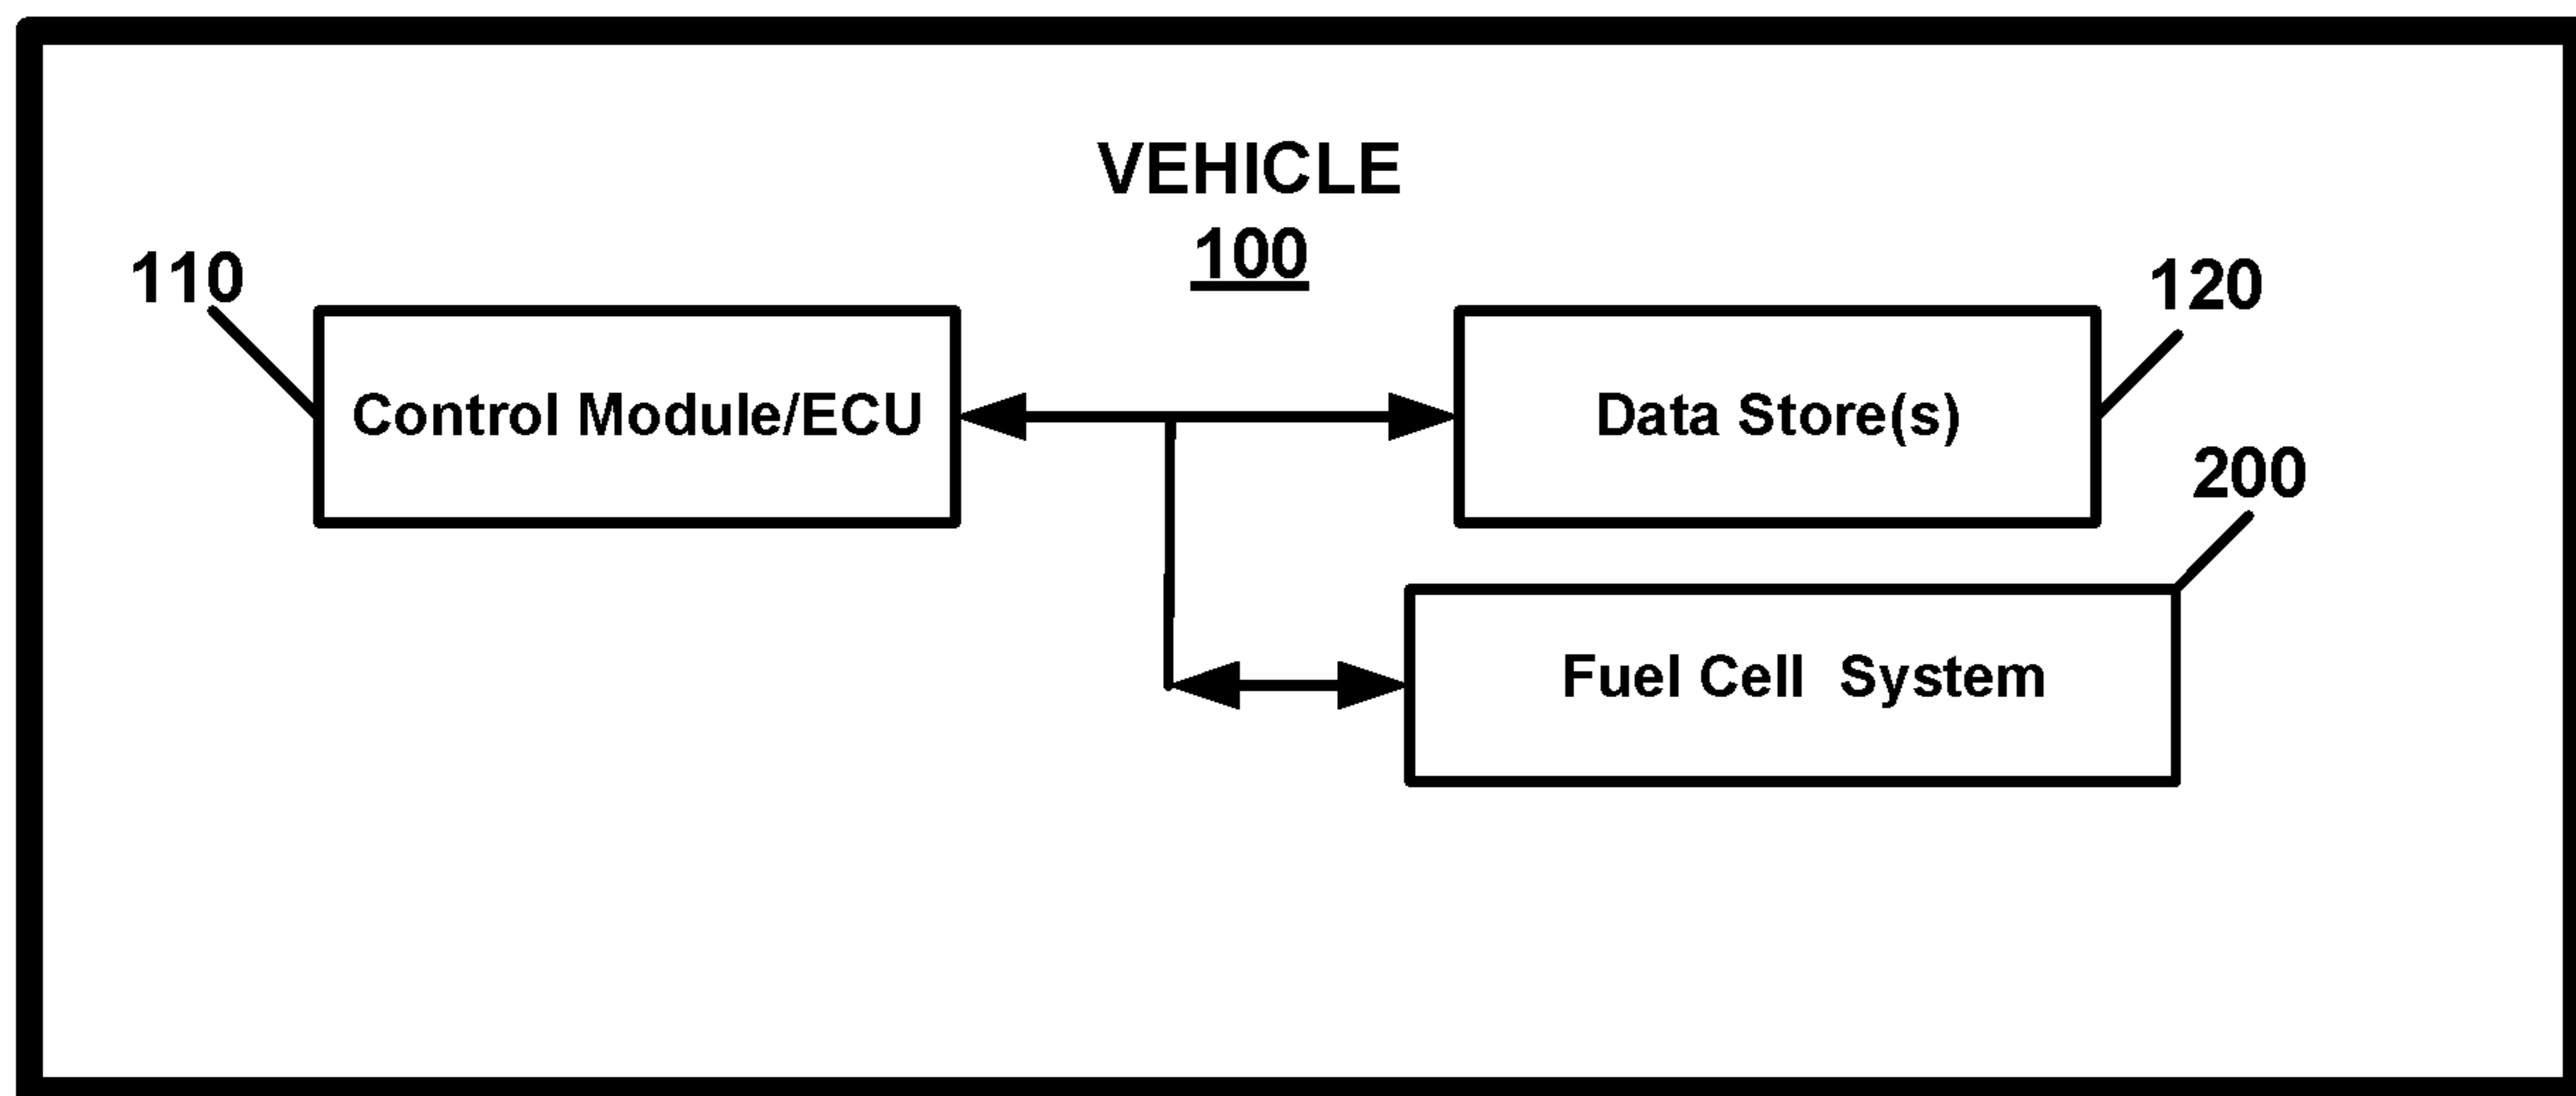 VEHICLE
100
110
120
Control Module/ECU
Data Store(s)
200
Fuel Cell  System